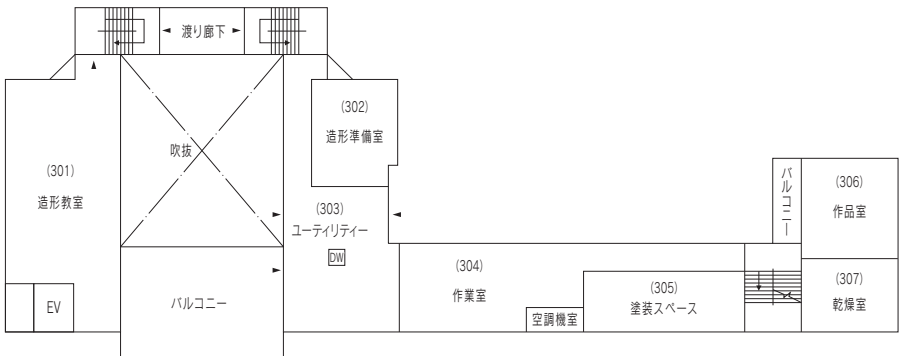 渡り廊下
(302)
造形準備室
吹抜
(301)
造形教室
(303)
ユーティリティー
DW
バルコニー
(306)
作品室
(304)
作業室
(305)
塗装スペース
(307)
乾燥室
EV
バルコニー
空調機室